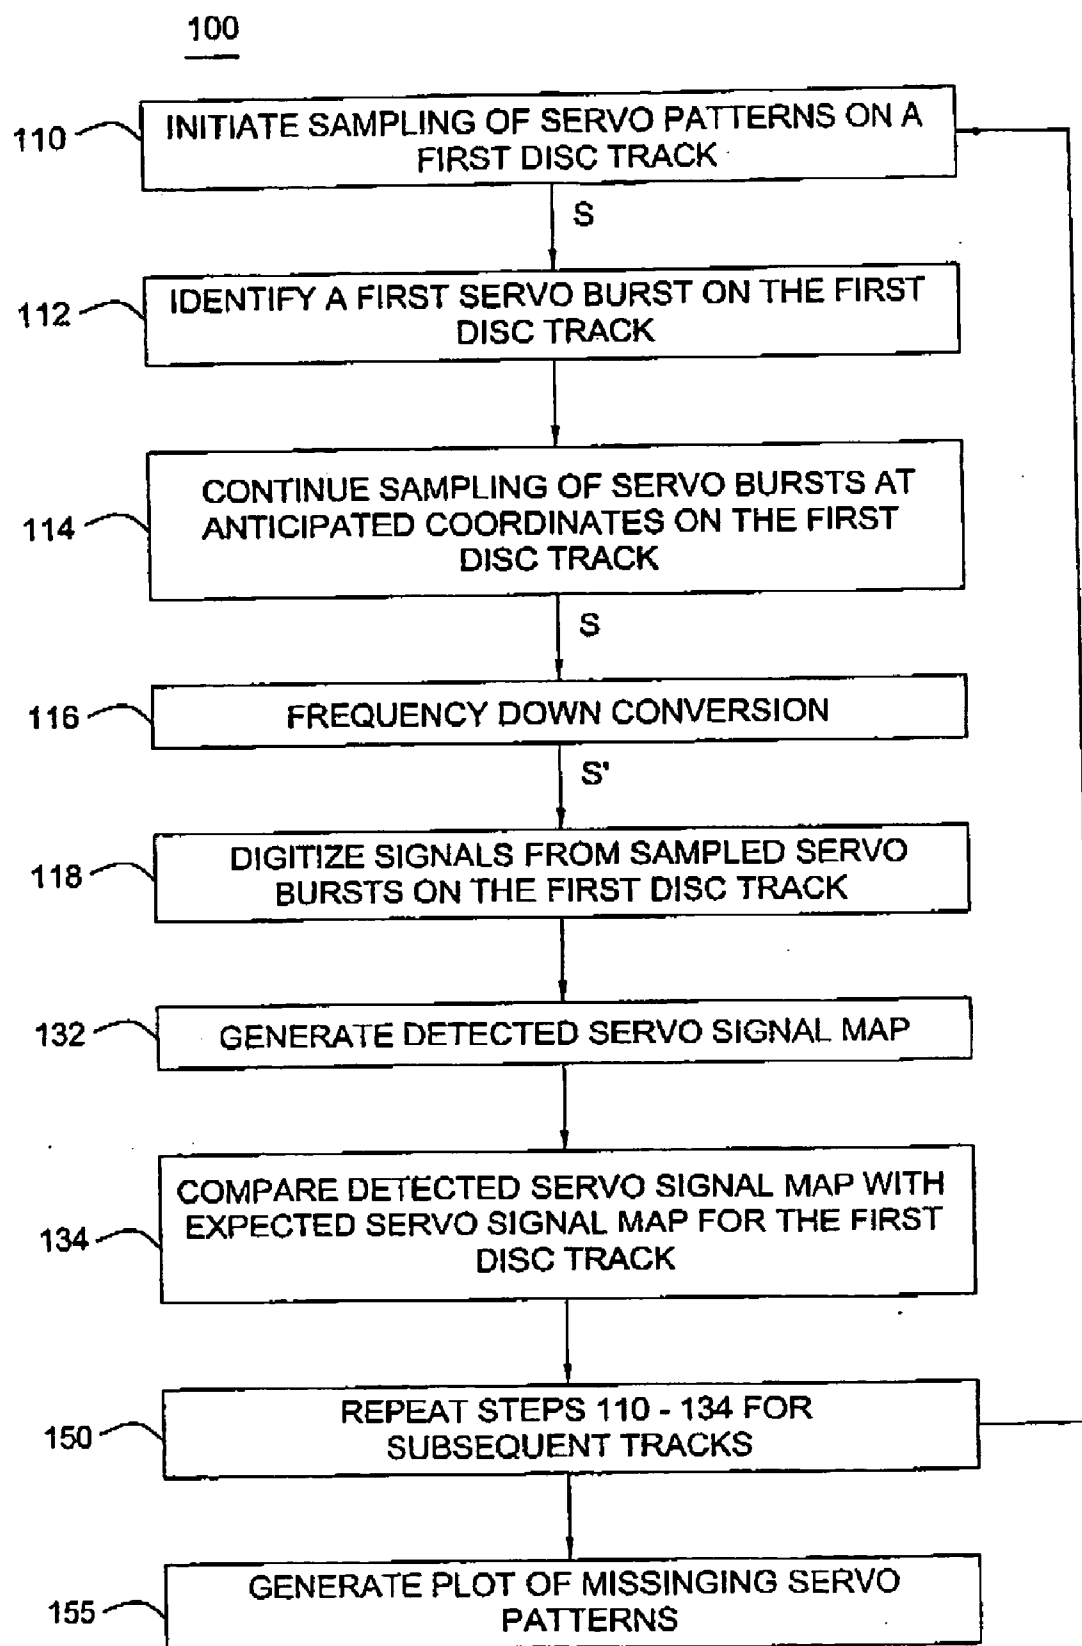 100
110
INITIATE SAMPLING OF SERVO PATTERNS ON A
FIRST DISC TRACK
S
112
IDENTIFY A FIRST SERVO BURST ON THE FIRST
DISC TRACK
114
CONTINUE SAMPLING OF SERVO BURSTS AT
ANTICIPATED COORDINATES ON THE FIRST
DISC TRACK
S
116
FREQUENCY DOWN CONVERSION
S'
118
DIGITIZE SIGNALS FROM SAMPLED SERVO
BURSTS ON THE FIRST DISC TRACK
132
GENERATE DETECTED SERVO SIGNAL MAP
134
COMPARE DETECTED SERVO SIGNAL MAP WITH
EXPECTED SERVO SIGNAL MAP FOR THE FIRST
DISC TRACK
150
REPEAT STEPS 110 - 134 FOR
SUBSEQUENT TRACKS
155
GENERATE PLOT OF MISSINGING SERVO
PATTERNS